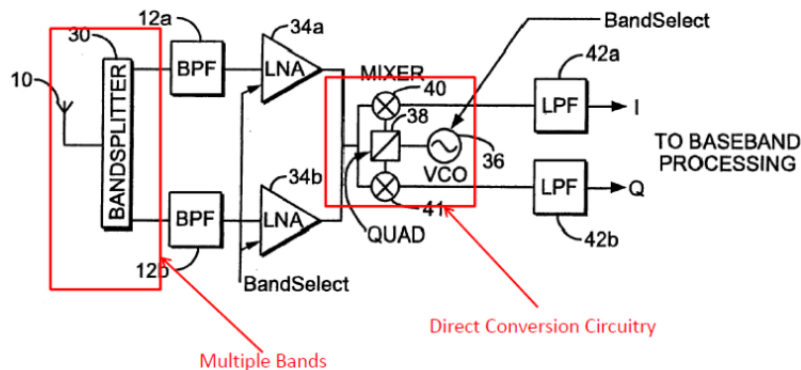 12a
34a
BandSelect
30
42a
10
BPF
LNA
MIXER
40
LPF
I
38
BANDSPLITTER
36
TO BASEBAND
PROCESSING
VCO
34b
BPF
LNA
41
LPF
Q
QUAD
12b
42b
BandSelect
Direct Conversion Circuitry
Multiple Bands